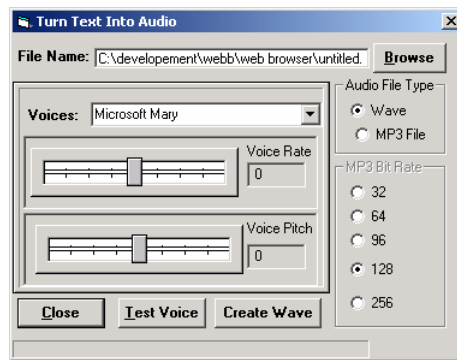 Turn Text Into Audio
File Name: C:\developement\webb\web browser\untitled. Browse
Voices: Microsoft Mary
Voice Rate
0
Voice Pitch
0
Close Test Voice Create Wave
Audio File Type
Wave
MP3 File
MP3 Bit Rate
32
64
96
128
256